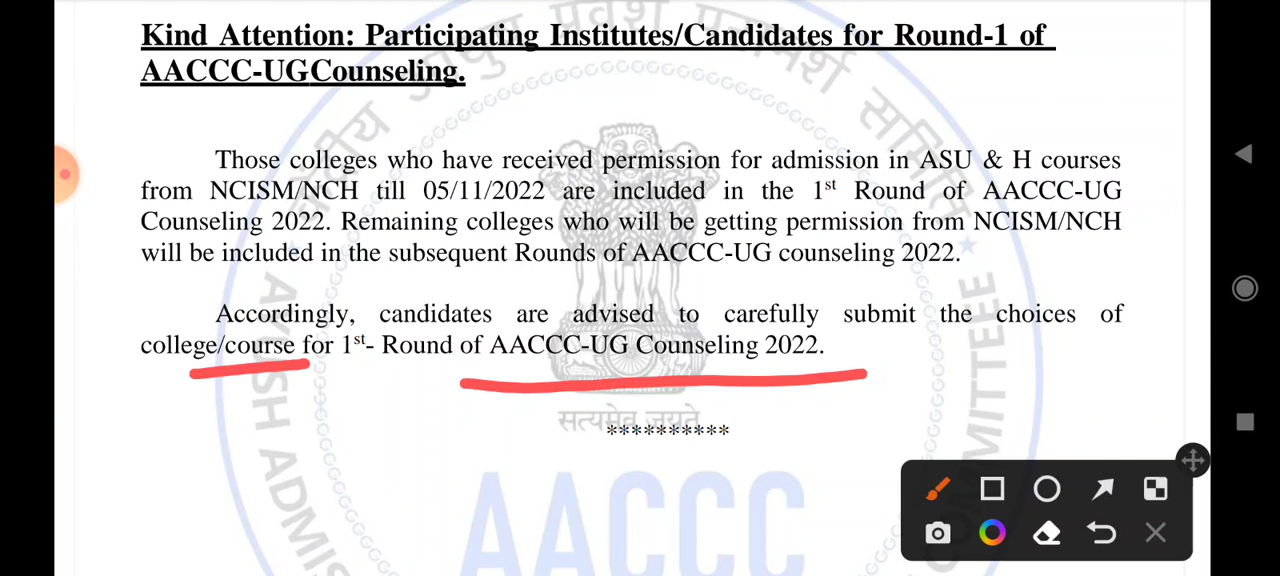 Kind Attention: Participating Institutes/Candidates for Round-1 of
AACCC-UGCounseling.
Those colleges who have received permission for admission in ASU & H courses
from NCISM/NCH till 05/11/2022 are included in the 1st Round of AACCC-UG
Counseling 2022. Remaining colleges who will be getting permission from NCISM/NCH
will be included in the subsequent Rounds of AACCC-UG counseling 2022.
Accordingly, candidates are advised to carefully submit the choices of
college/course for 1st- Round of AACCC-UG Counseling 2022.
सत्यमेव जयते
**********
AACCC